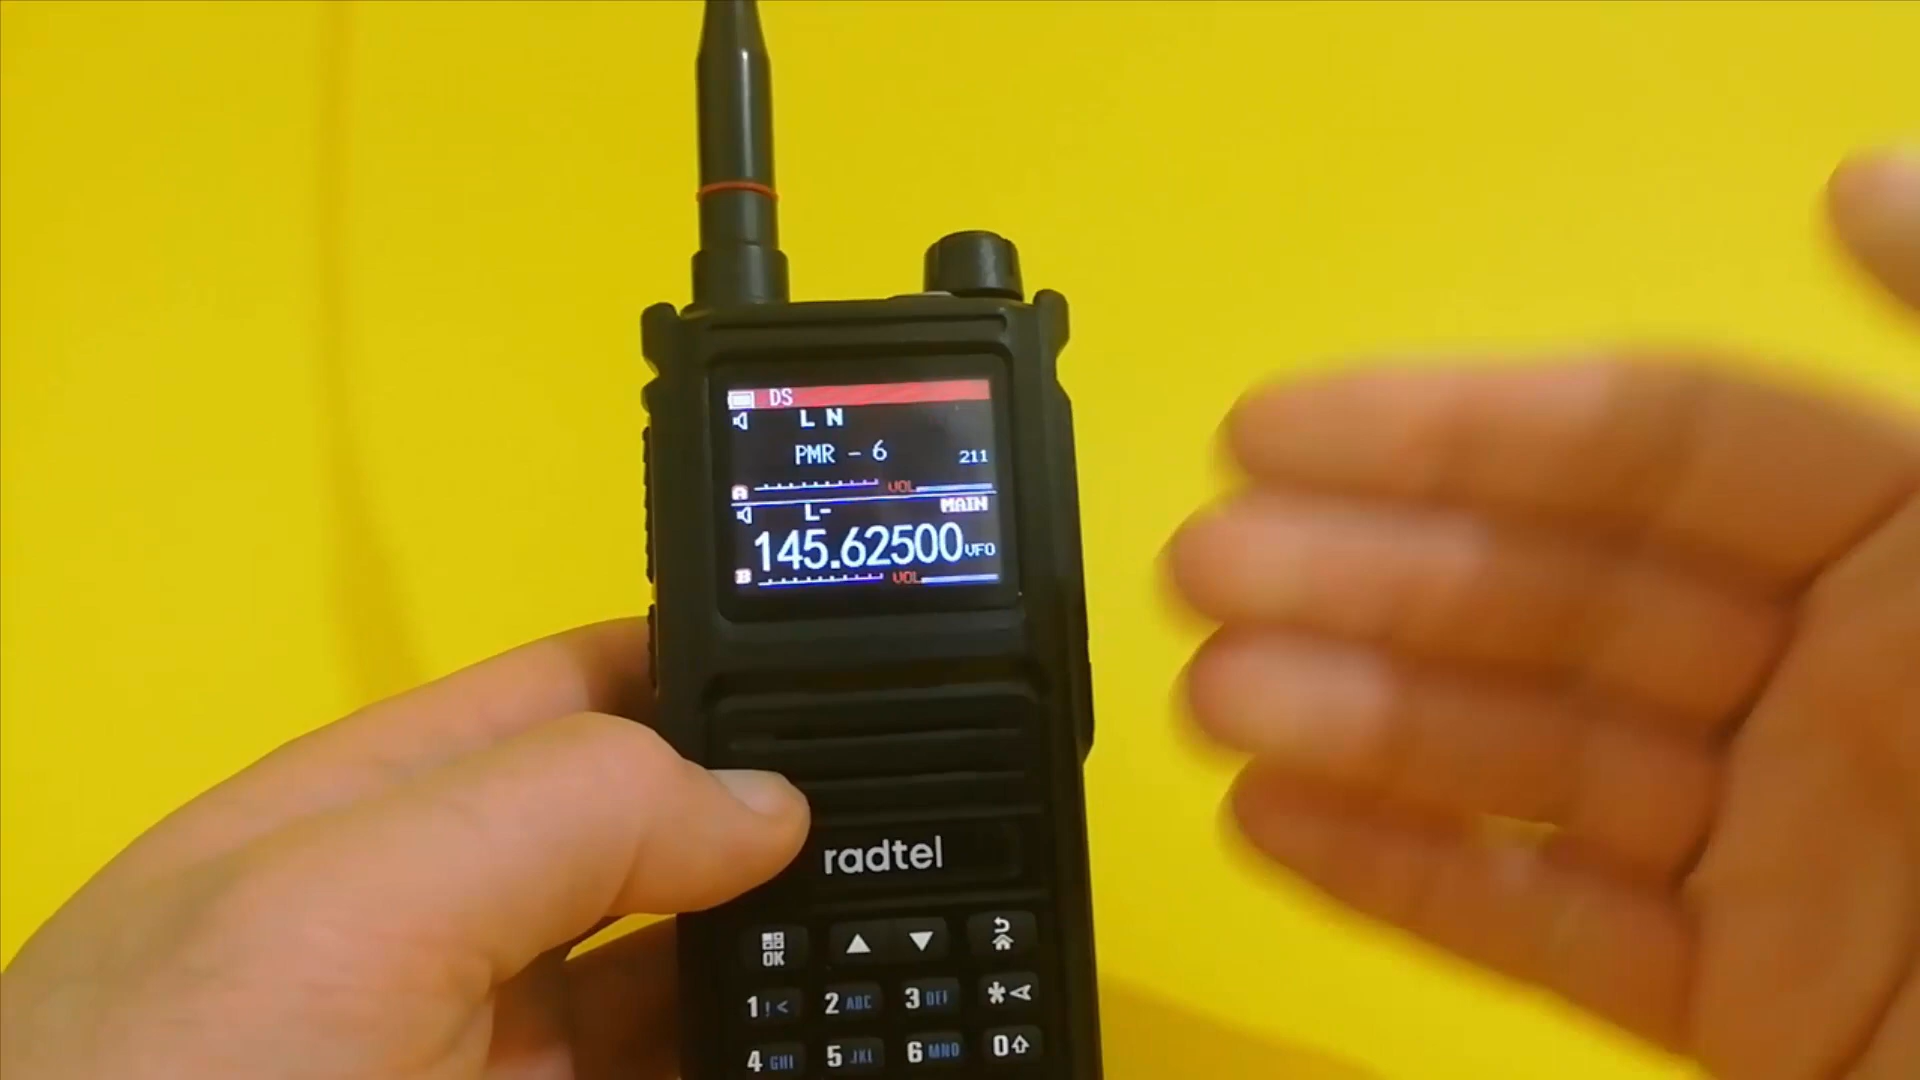 DS
L N
PMR - 6 211
A VOL
L- MAIN
145.62500 VFO
B VOL
radtel
OK
1 ! < 2 ABC 3 DEF *
4 GHI 5 JKL 6 MNO 0